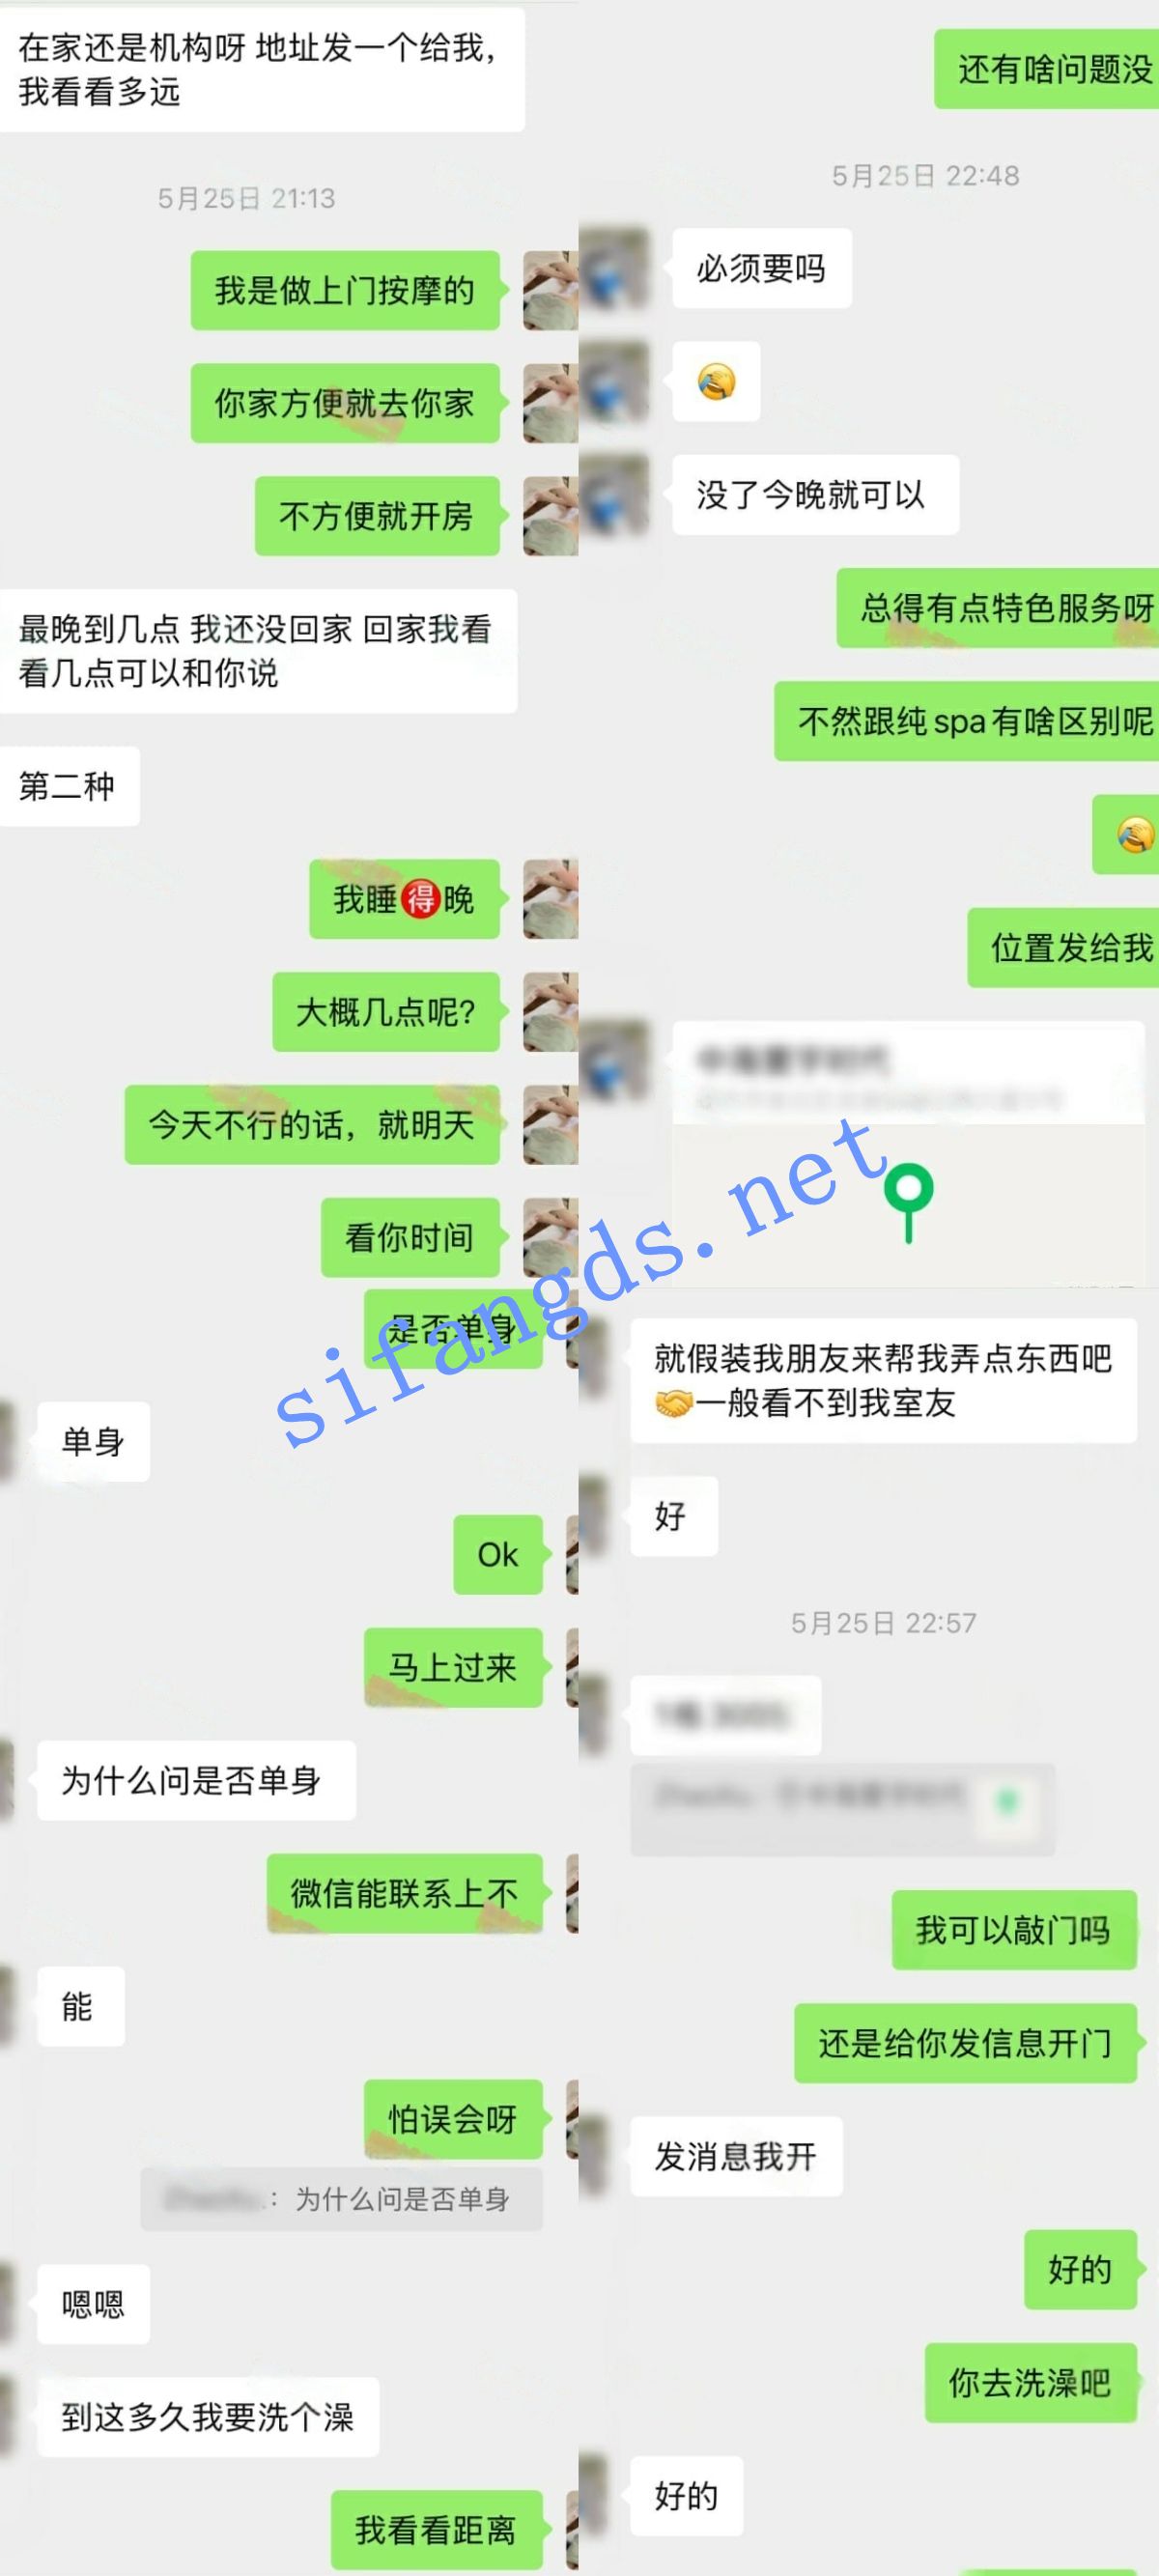 在家还是机构呀 地址发一个给我，
我看看多远
5月25日 21:13
我是做上门按摩的
你家方便就去你家
不方便就开房
最晚到几点 我还没回家 回家我看
看几点可以和你说
第二种
我睡得晚
大概几点呢?
今天不行的话，就明天
看你时间
是否单身
单身
Ok
马上过来
为什么问是否单身
微信能联系上不
能
怕误会呀
：为什么问是否单身
嗯嗯
到这多久我要洗个澡
我看看距离
还有啥问题没
5月25日 22:48
必须要吗
没了今晚就可以
总得有点特色服务呀
不然跟纯spa有啥区别呢
位置发给我
就假装我朋友来帮我弄点东西吧
🤝一般看不到我室友
好
5月25日 22:57
我可以敲门吗
还是给你发信息开门
发消息我开
好的
你去洗澡吧
好的
sifangds.net